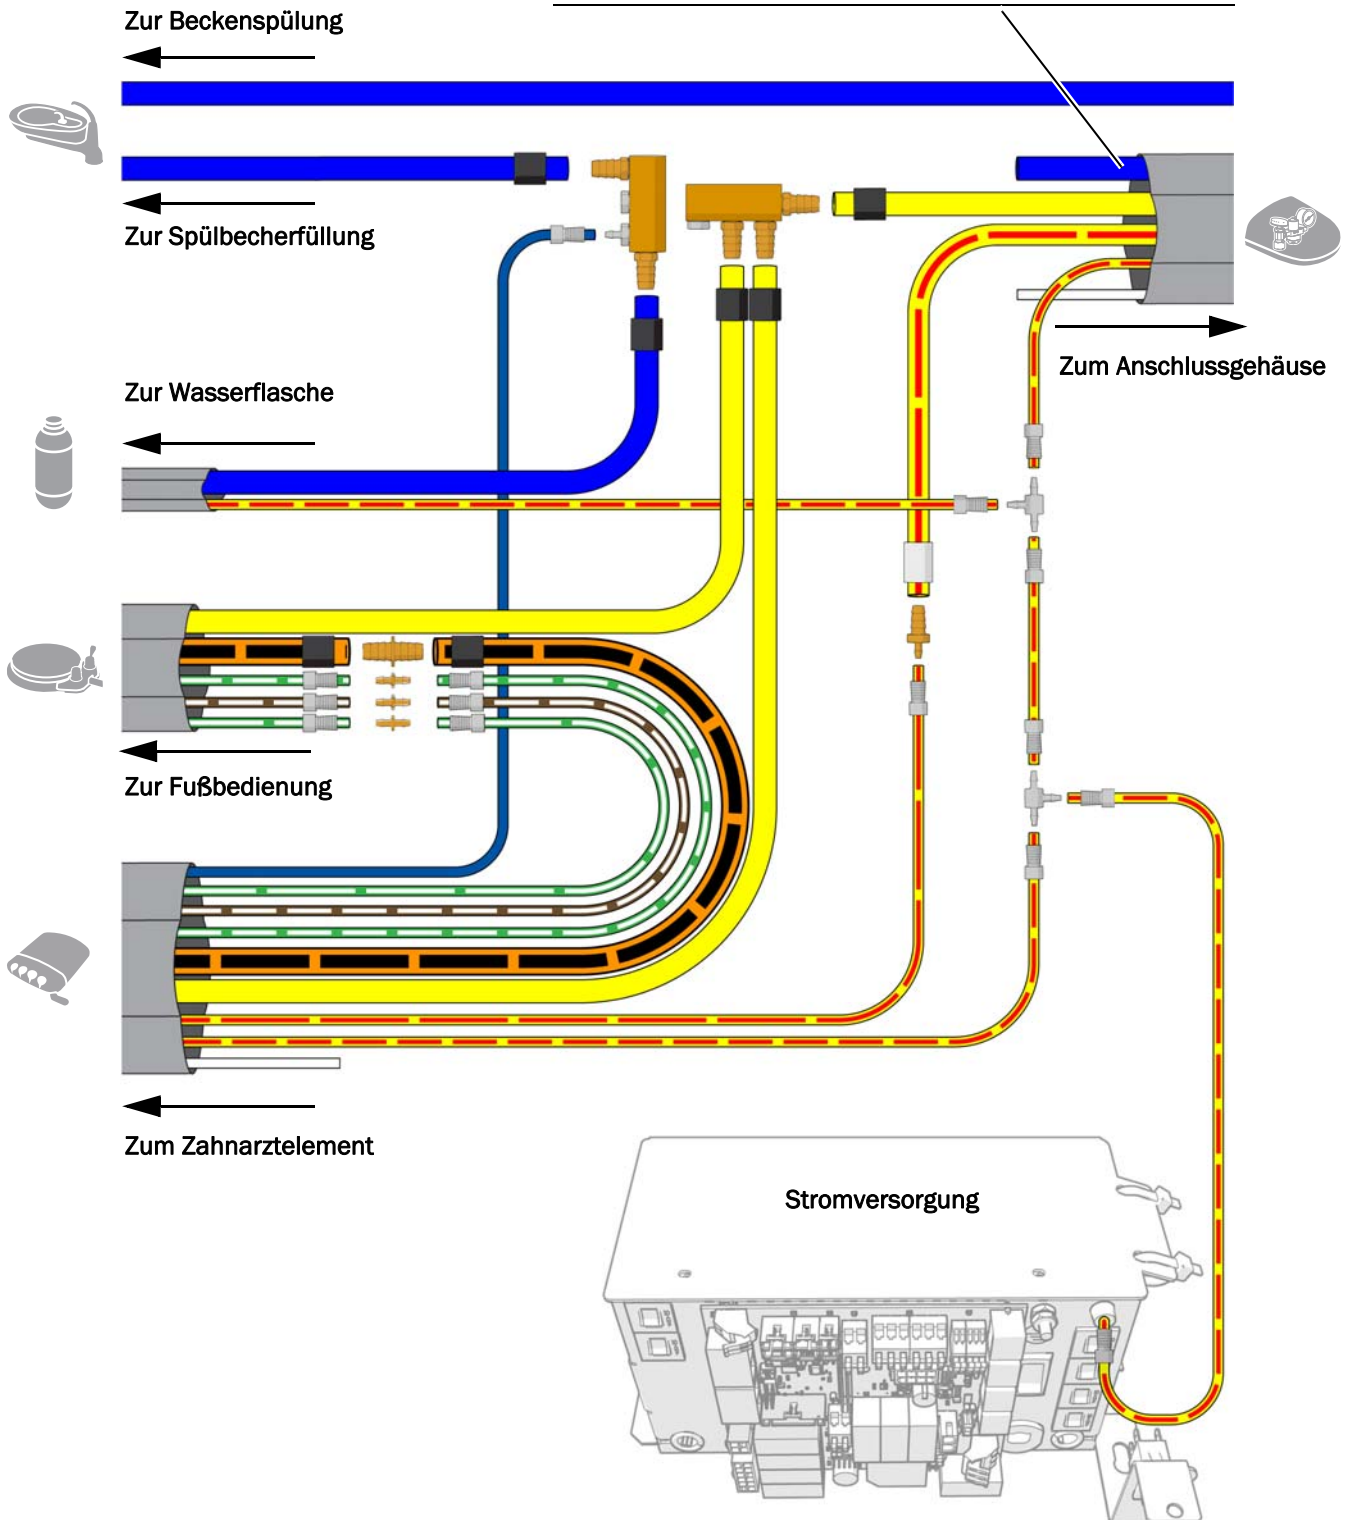 Zur Beckenspülung
Zur Spülbecherfüllung
Zum Anschlussgehäuse
Zur Wasserflasche
Zur Fußbedienung
Zum Zahnarztelement
Stromversorgung